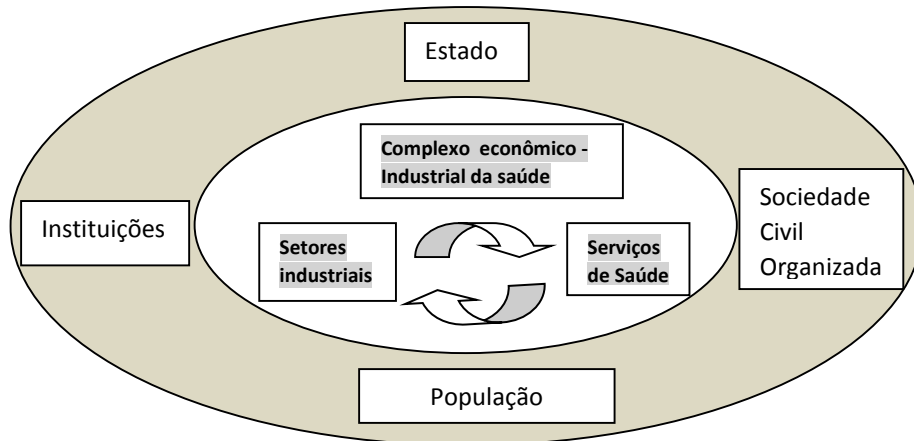 Estado
Complexo econômico -
Industrial da saúde
Instituições
Setores
industriais
Serviços
de Saúde
Sociedade
Civil
Organizada
População